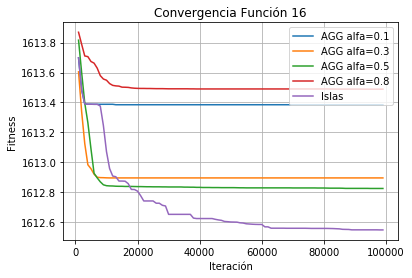 Convergencia Función 16
Fitness
1613.8
1613.6
1613.4
1613.2
1613.0
1612.8
1612.6
AGG alfa=0.1
AGG alfa=0.3
AGG alfa=0.5
AGG alfa=0.8
Islas
0
20000
40000
60000
80000
100000
Iteración